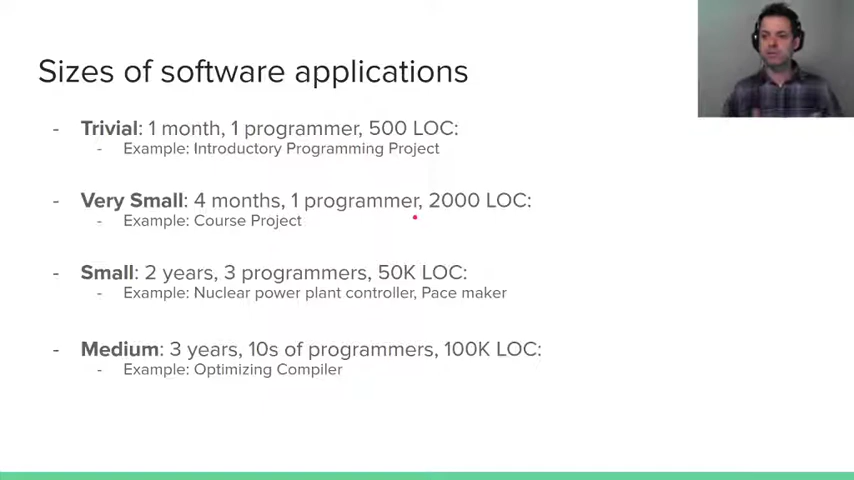 Sizes of software applications
- Trivial: 1 month, 1 programmer, 500 LOC:
- Example: Introductory Programming Project
- Very Small: 4 months, 1 programmer, 2000 LOC:
- Example: Course Project
- Small: 2 years, 3 programmers, 50K LOC:
- Example: Nuclear power plant controller, Pace maker
- Medium: 3 years, 10s of programmers, 100K LOC:
- Example: Optimizing Compiler